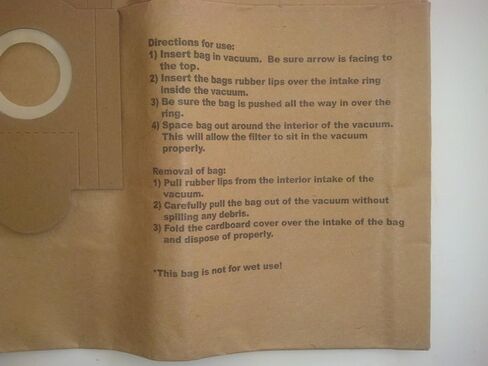 Directions for use:
1) Insert bag in vacuum. Be sure arrow is facing to
the top.
2) Insert the bags rubber lips over the intake ring
inside the vacuum.
3) Be sure the bag is pushed all the way in over the
ring.
4) Space bag out around the interior of the vacuum.
This will allow the filter to sit in the vacuum
properly.
Removal of bag:
1) Pull rubber lips from the interior intake of the
vacuum.
2) Carefully pull the bag out of the vacuum without
spilling any debris.
3) Fold the cardboard cover over the intake of the bag
and dispose of properly.
*This bag is not for wet use!